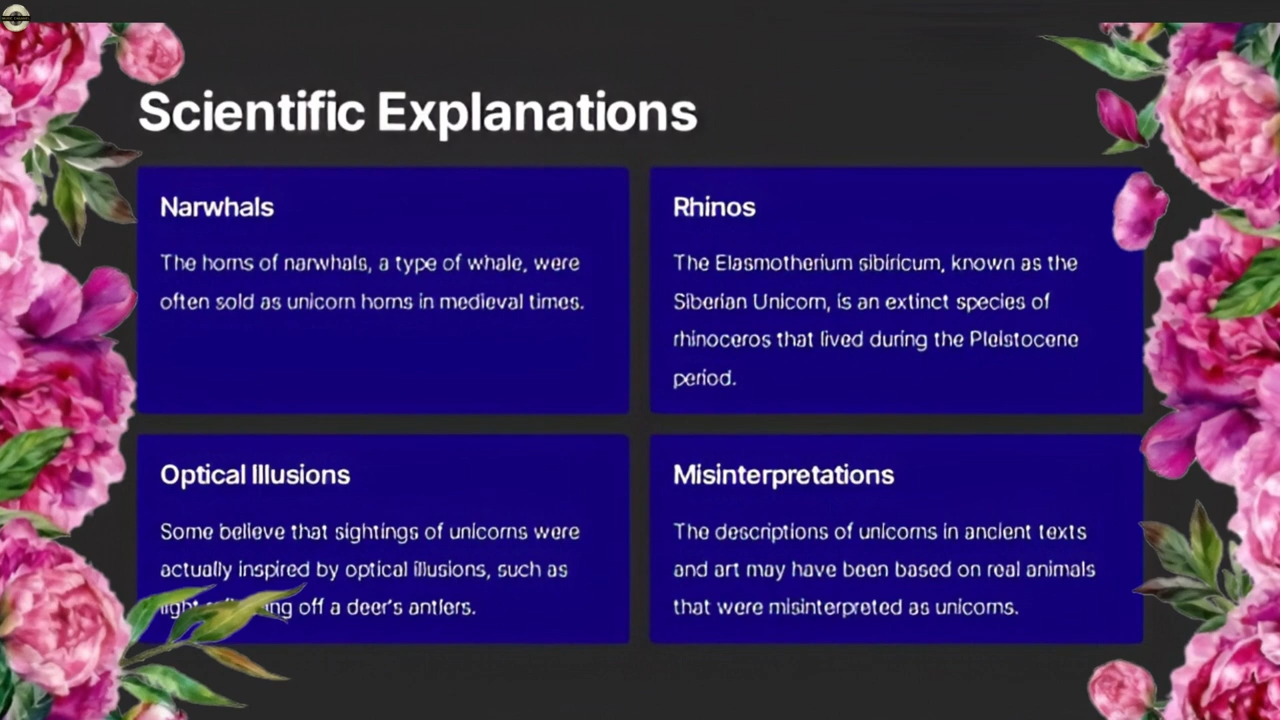 Scientific Explanations
Narwhals
The horns of narwhals, a type of whale, were
often sold as unicorn horns in medieval times.
Rhinos
The Elasmotherium sibiricum, known as the
Siberian Unicorn, is an extinct species of
rhinoceros that lived during the Pleistocene
period.
Optical Illusions
Some believe that sightings of unicorns were
actually inspired by optical illusions, such as
off a deer's antlers.
Misinterpretations
The descriptions of unicorns in ancient texts
and art may have been based on real animals
that were misinterpreted as unicorns.